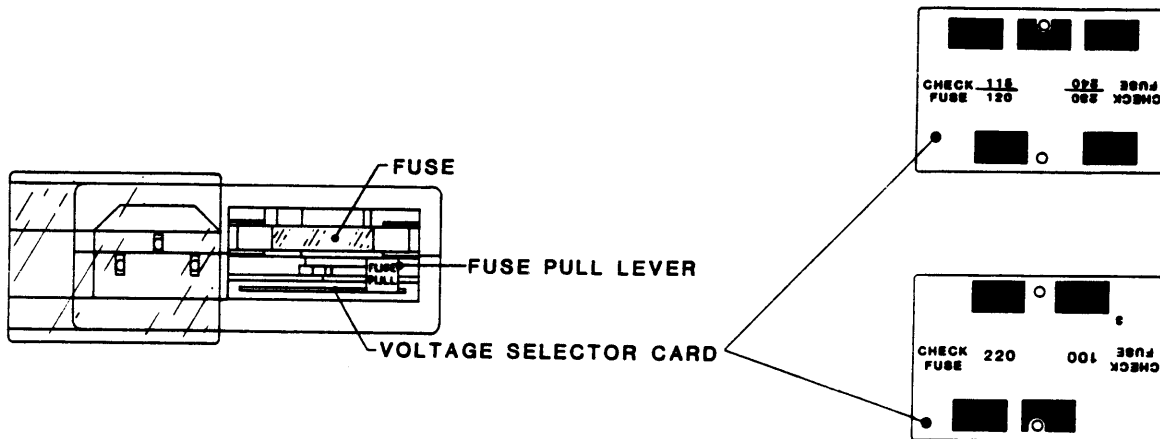 FUSE
FUSE
PULL
FUSE PULL LEVER
VOLTAGE SELECTOR CARD
CHECK
FUSE
115
120
CHECK
FUSE
230
240
CHECK
FUSE
220
CHECK
FUSE
100